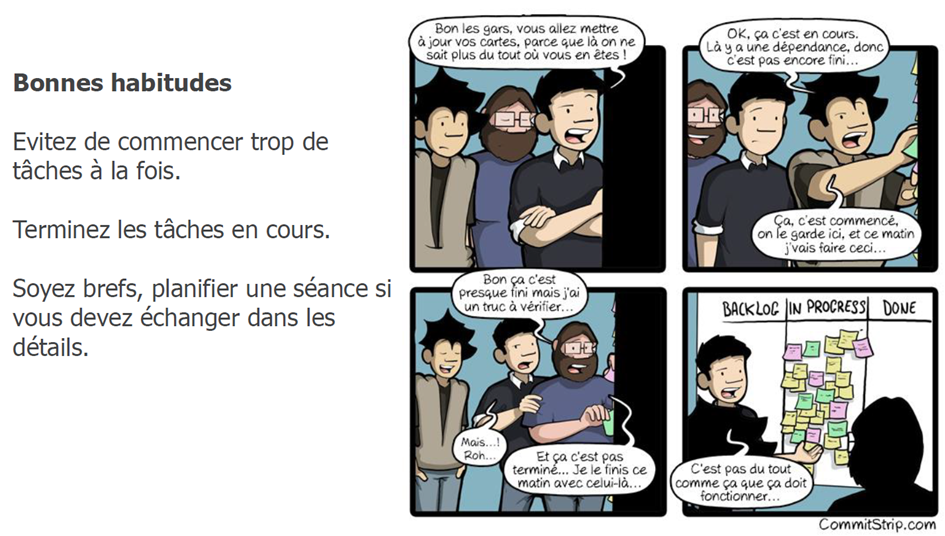 Bonnes habitudes
Evitez de commencer trop de
tâches à la fois.
Terminez les tâches en cours.
Soyez brefs, planifier une séance si
vous devez échanger dans les
détails.
Bon les gars, vous allez mettre
à jour vos cartes, parce que là on ne
sait plus du tout où vous en êtes !
OK, ça c'est en cours.
Là y a une dépendance, donc
c'est pas encore fini...
Ça, c'est commencé,
on le garde ici, et ce matin
j'vais faire ceci...
Bon ça c'est
presque fini mais j'ai
un truc à vérifier...
Mais...!
Roh...
Et ça c'est pas
terminé... Je le finis ce
matin avec celui-là...
BACKLOG IN PROGRESS DONE
C'est pas du tout
comme ça que ça doit
fonctionner...
CommitStrip.com